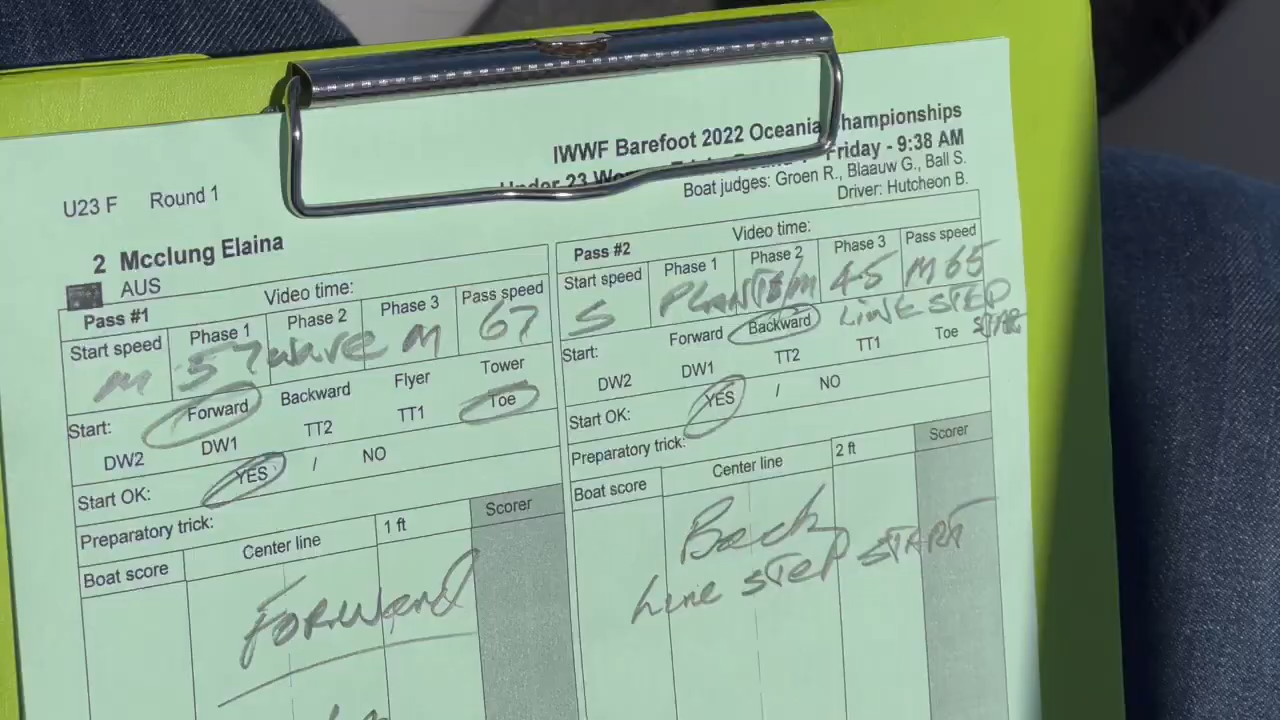 IWWF Barefoot 2022 Oceania Championships
Under 23 Friday - 9:38 AM
Boat judges: Groen R., Blaauw G., Ball S.
Driver: Hutcheon B.
U23 F Round 1
2 Mcclung Elaina
AUS
Pass #1 Video time:
Start speed Phase 1 Phase 2 Phase 3 Pass speed
M 57 wave M 67
Start: Forward Backward Flyer Tower
DW2 DW1 TT2 TT1 Toe
Start OK: YES / NO
Preparatory trick:
Boat score Center line 1 ft Scorer
FORWARD
Pass #2 Video time:
Start speed Phase 1 Phase 2 Phase 3 Pass speed
S 45 M 65
Start: Forward Backward LINE STEP START
DW2 DW1 TT2 TT1 Toe
Start OK: YES / NO
Preparatory trick:
Boat score Center line 2 ft Scorer
Back
Line STEP START